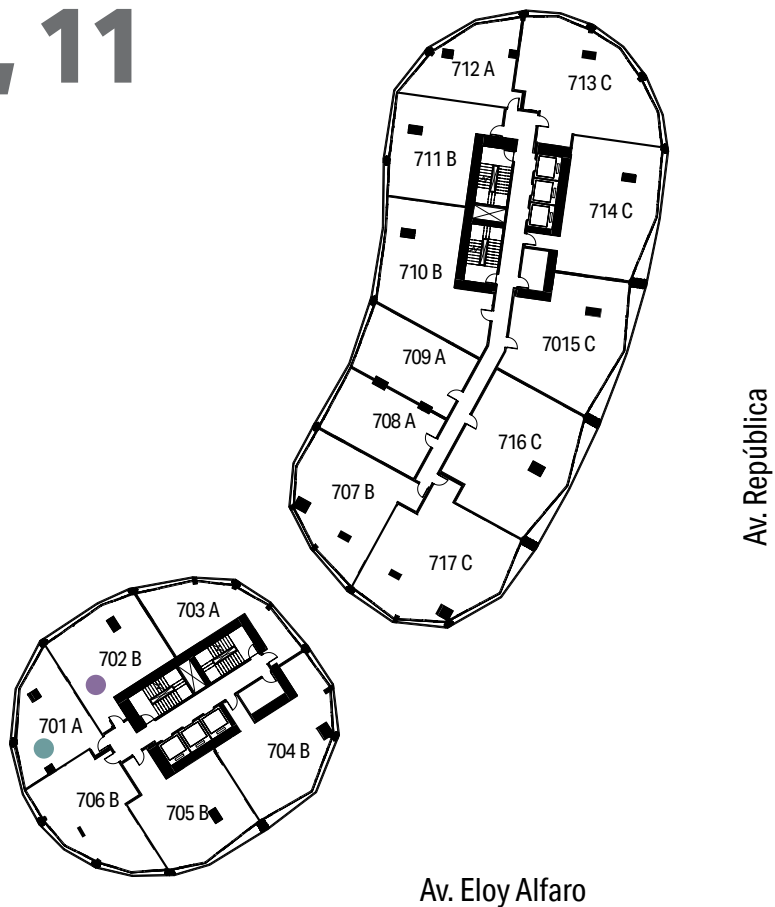 , 11
712 A
713 C
711 B
714 C
710 B
7015 C
709 A
708 A
716 C
707 B
717 C
703 A
702 B
701 A
704 B
706 B
705 B
Av. República
Av. Eloy Alfaro